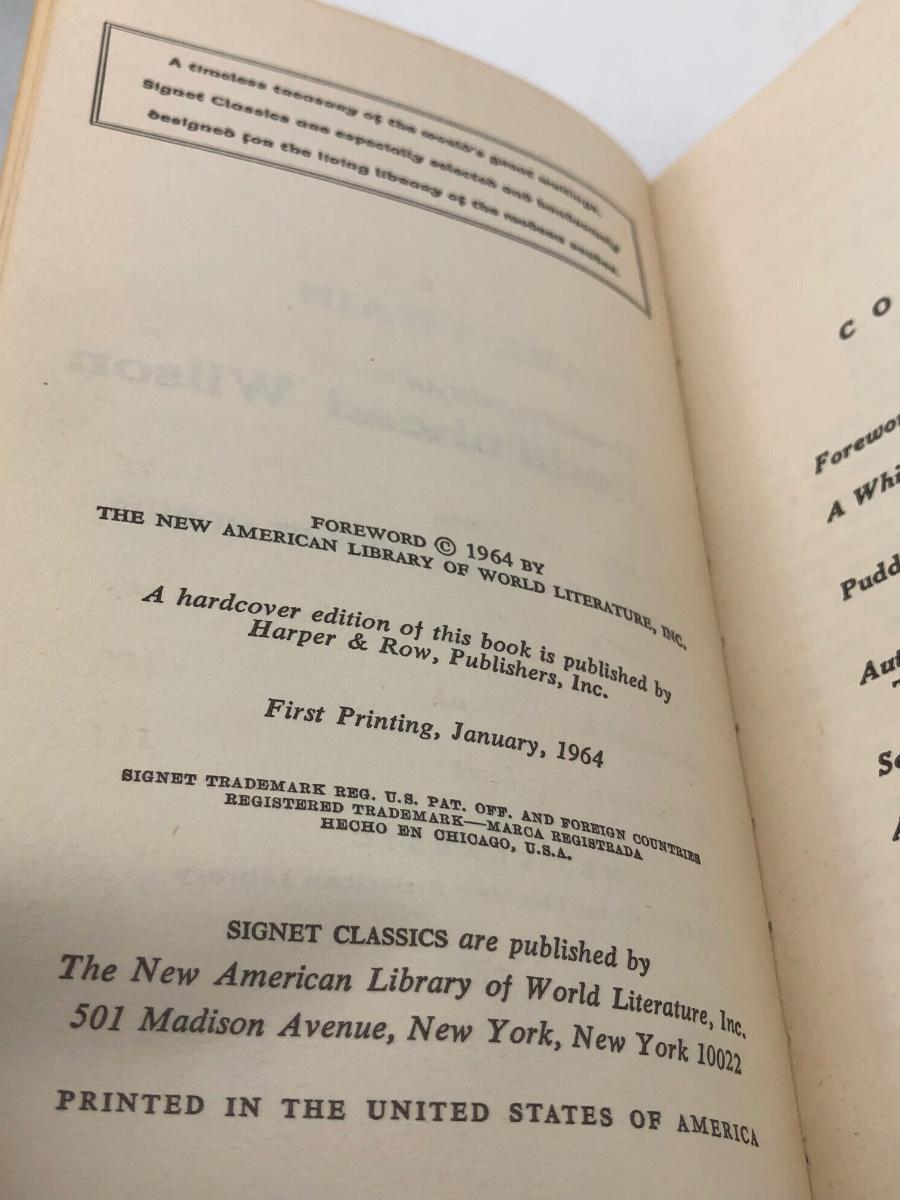 A timeless treasury of the world's great writings,
Signet Classics are especially selected and handsomely
designed for the living library of the modern reader.
FOREWORD © 1964 BY
THE NEW AMERICAN LIBRARY OF WORLD LITERATURE, INC.
A hardcover edition of this book is published by
Harper & Row, Publishers, Inc.
First Printing, January, 1964
SIGNET TRADEMARK REG. U.S. PAT. OFF. AND FOREIGN COUNTRIES
REGISTERED TRADEMARK—MARCA REGISTRADA
HECHO EN CHICAGO, U.S.A.
SIGNET CLASSICS are published by
The New American Library of World Literature, Inc.
501 Madison Avenue, New York, New York 10022
PRINTED IN THE UNITED STATES OF AMERICA
C O
Forewo
A Whi
Pudd
Aut
S